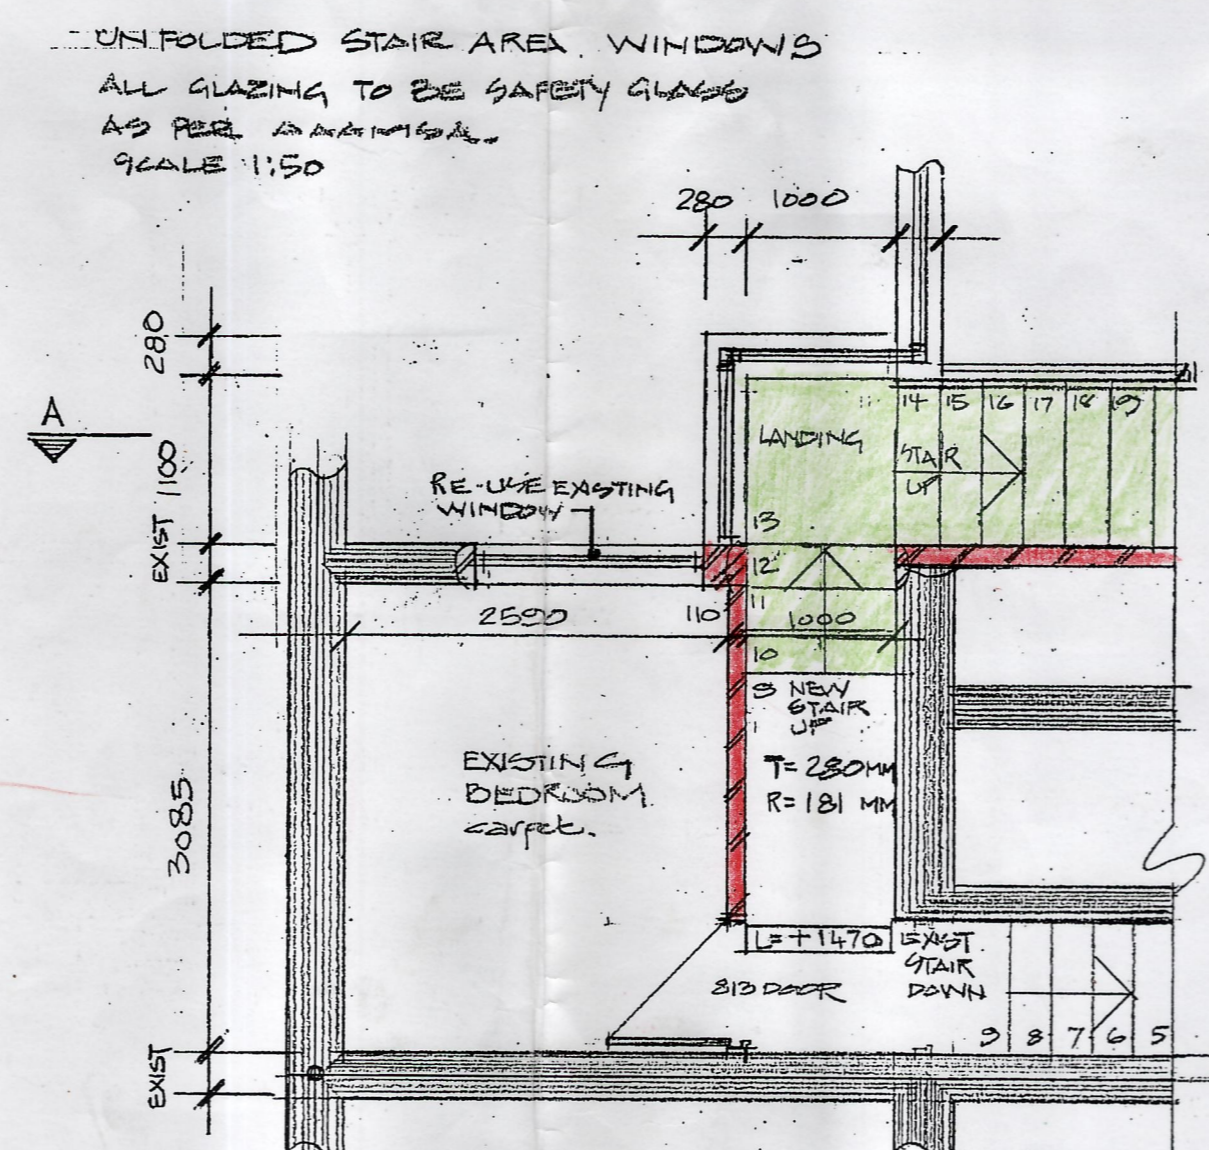 UNFOLDED STAIR AREA WINDOWS
ALL GLAZING TO BE SAFETY GLASS
AS PER
SCALE 1:50
280 1000
280
A
EXIST 1100
RE-USE EXISTING
WINDOW
LANDING
14 15 16 17 18 19
STAIR
UP
13
12
11
2590 110 1000
10
9 NEW
STAIR
UP
T=280MM
R=181 MM
EXISTING
BEDROOM
carpet.
3085
L=+1470
EXIST
STAIR
DOWN
813 DOOR
9 8 7 6 5
EXIST